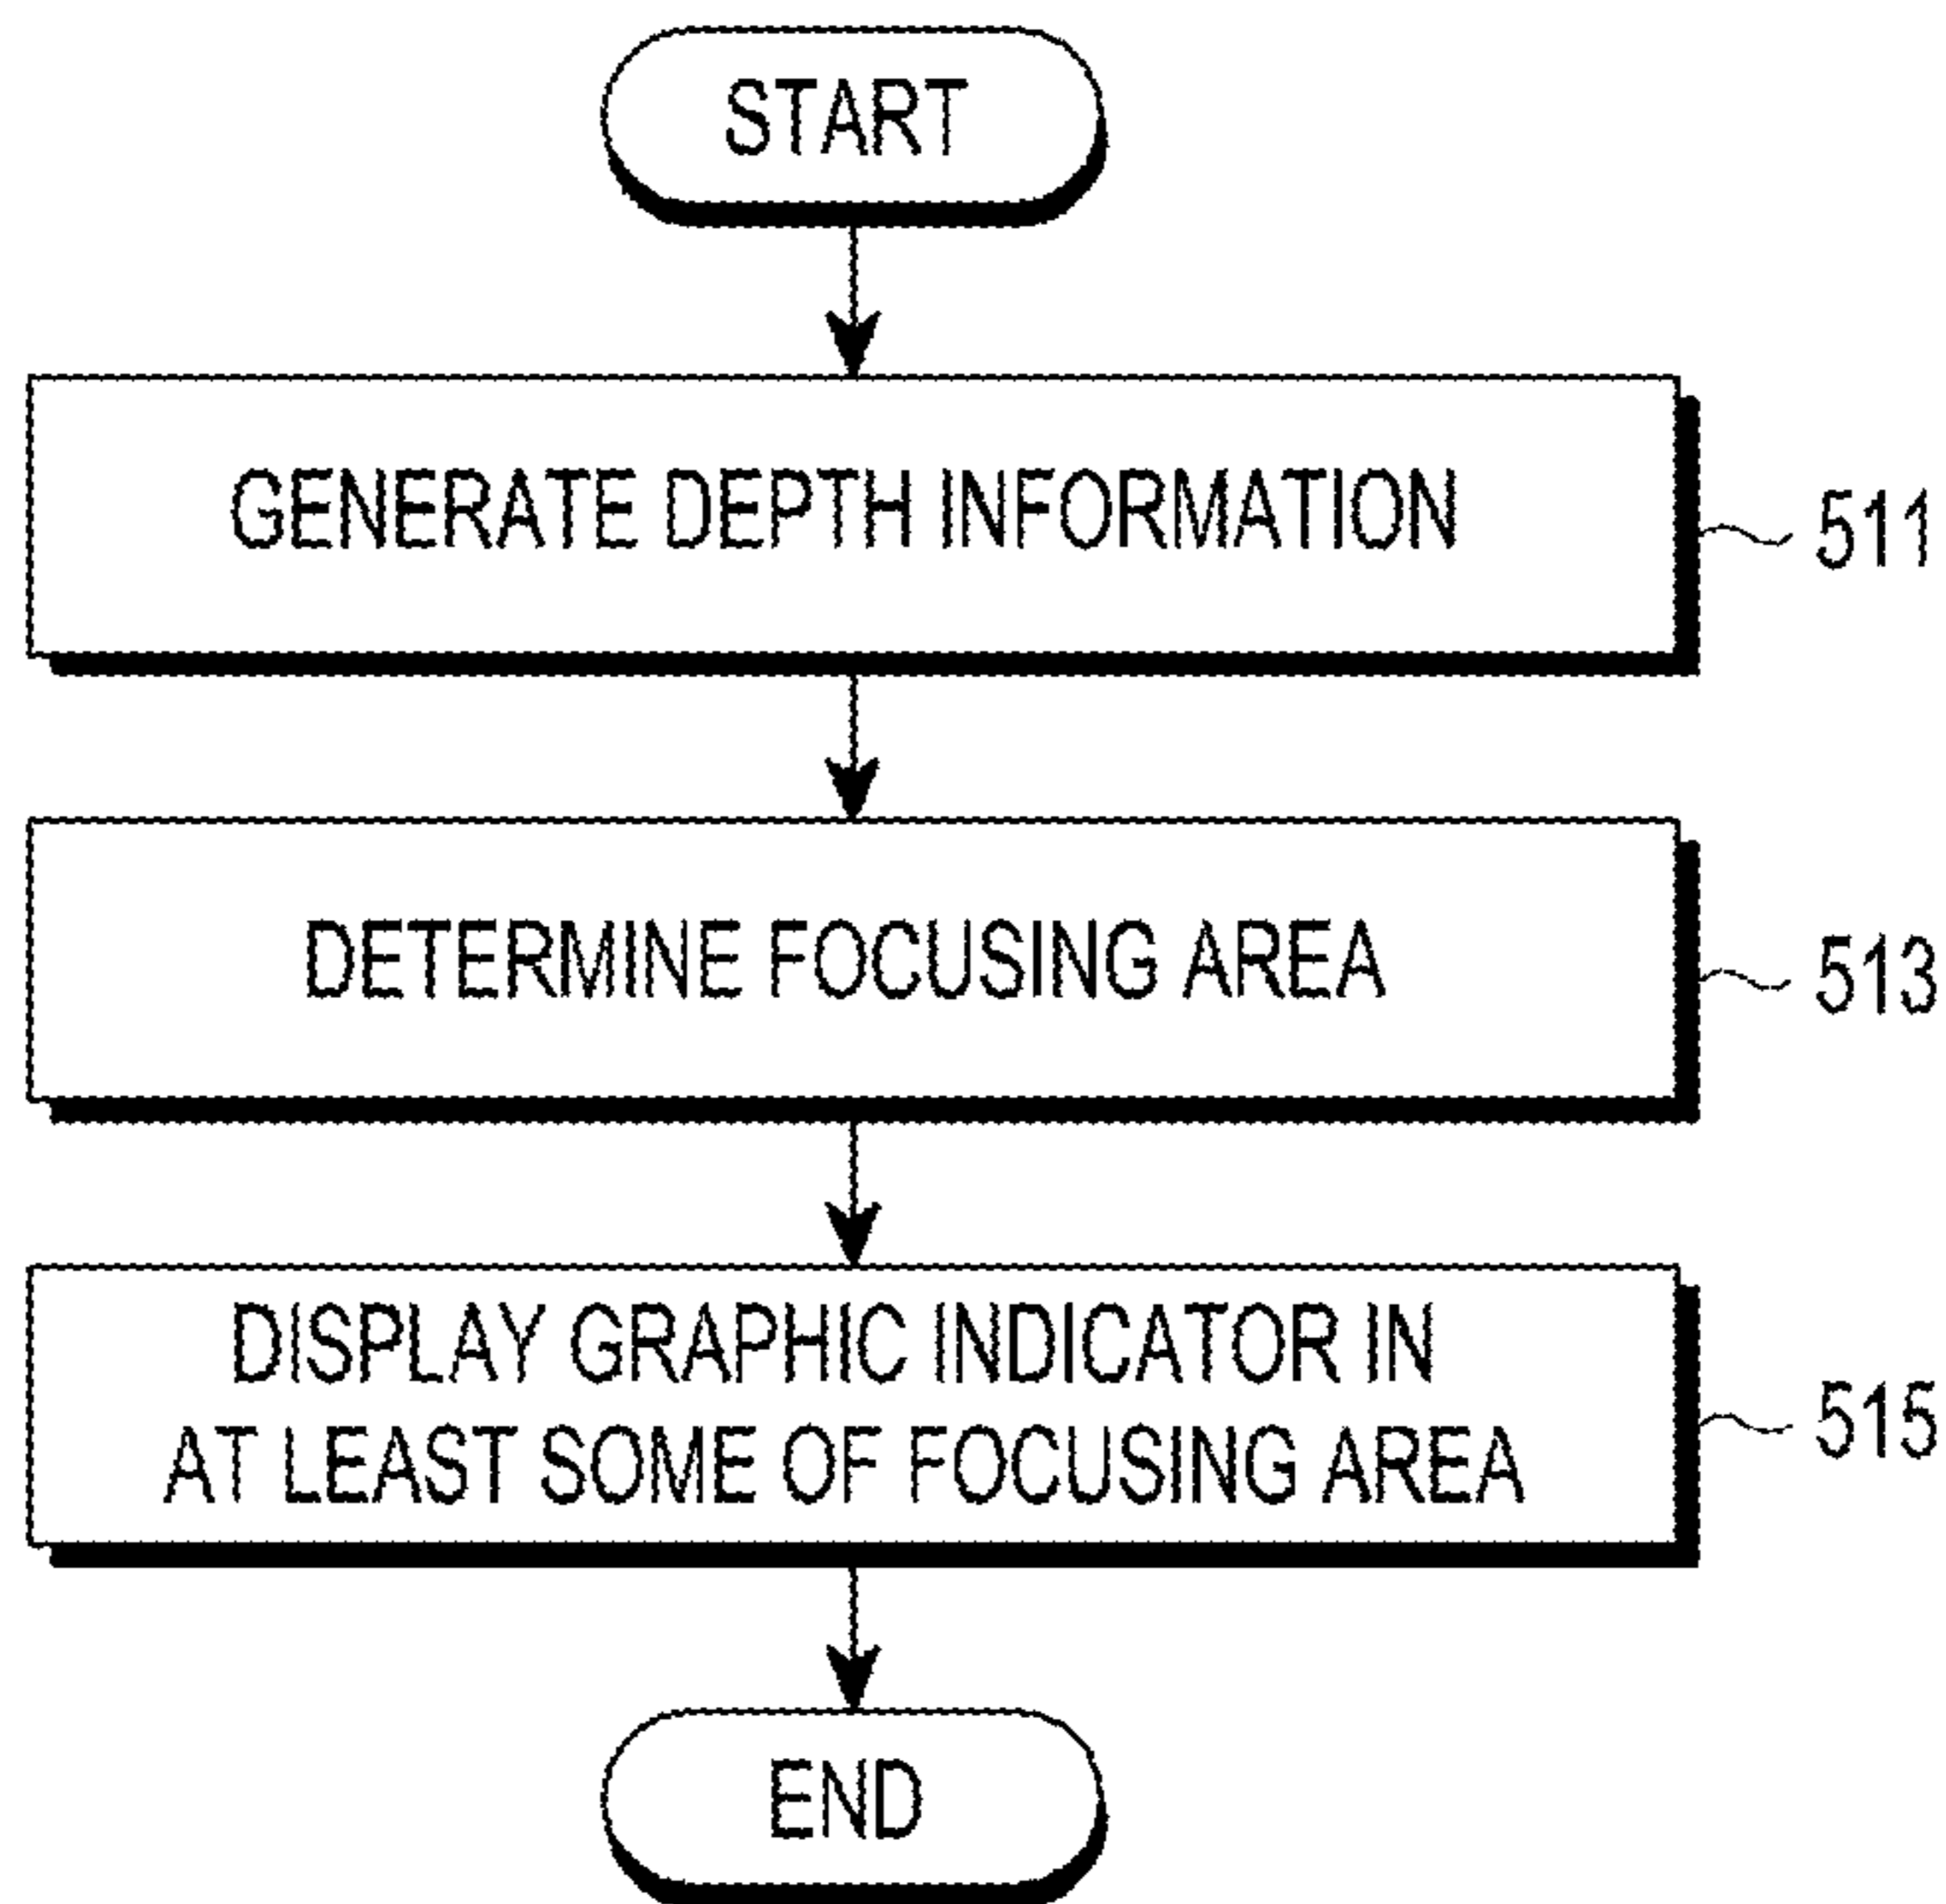 START
GENERATE DEPTH INFORMATION
511
DETERMINE FOCUSING AREA
513
DISPLAY GRAPHIC INDICATOR IN
AT LEAST SOME OF FOCUSING AREA
515
END